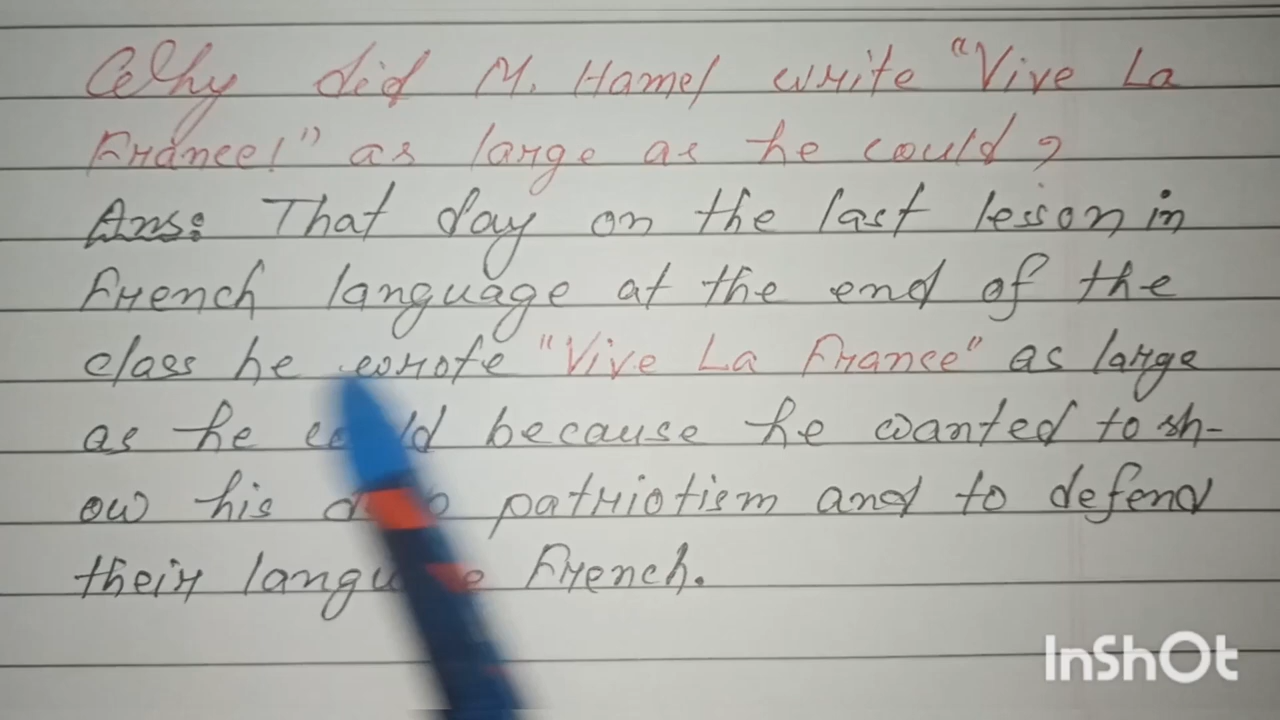 Why did M. Hamel write "Vive La
France!" as large as he could?
Ans: That day on the last lesson in
French language at the end of the
class he wrote "Vive La France" as large
as he could because he wanted to sh-
ow his patriotism and to defend
their language French.
InShOt